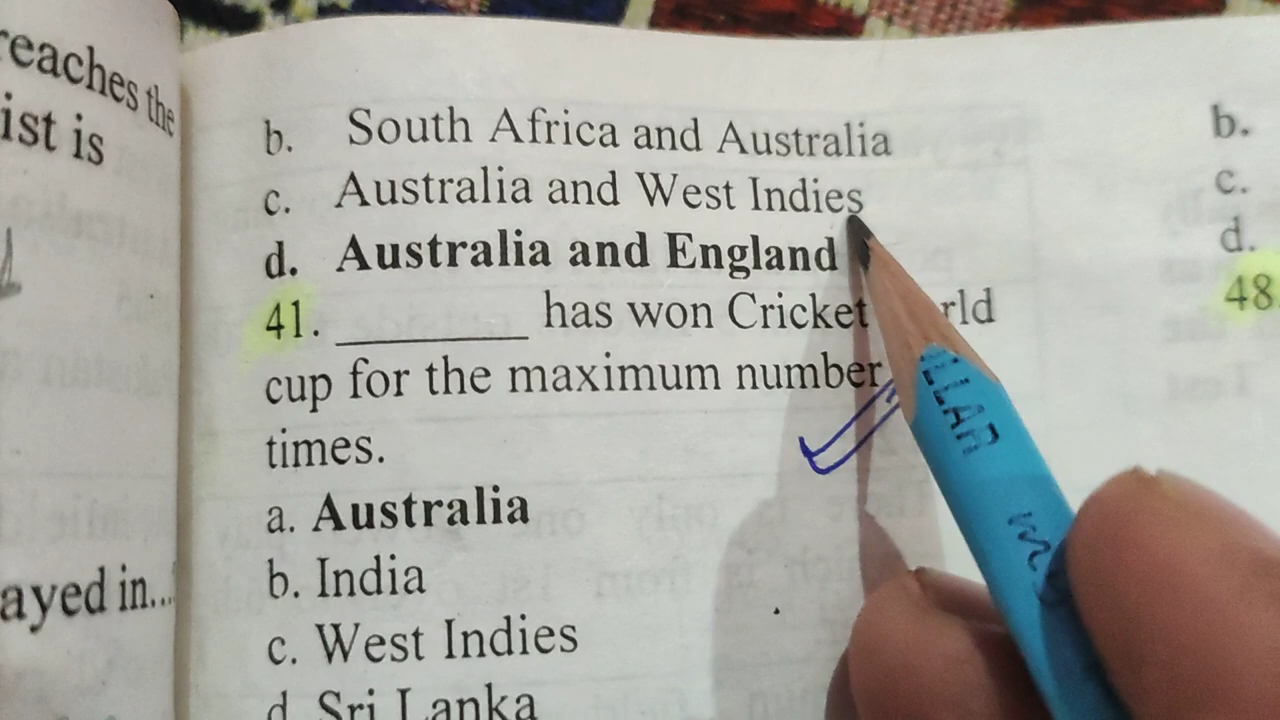 reaches the
ist is
ayed in...
b. South Africa and Australia
c. Australia and West Indies
d. Australia and England
41. ________ has won Cricket rld
cup for the maximum number
times.
a. Australia
b. India
c. West Indies
d. Sri Lanka
b.
c.
d.
48